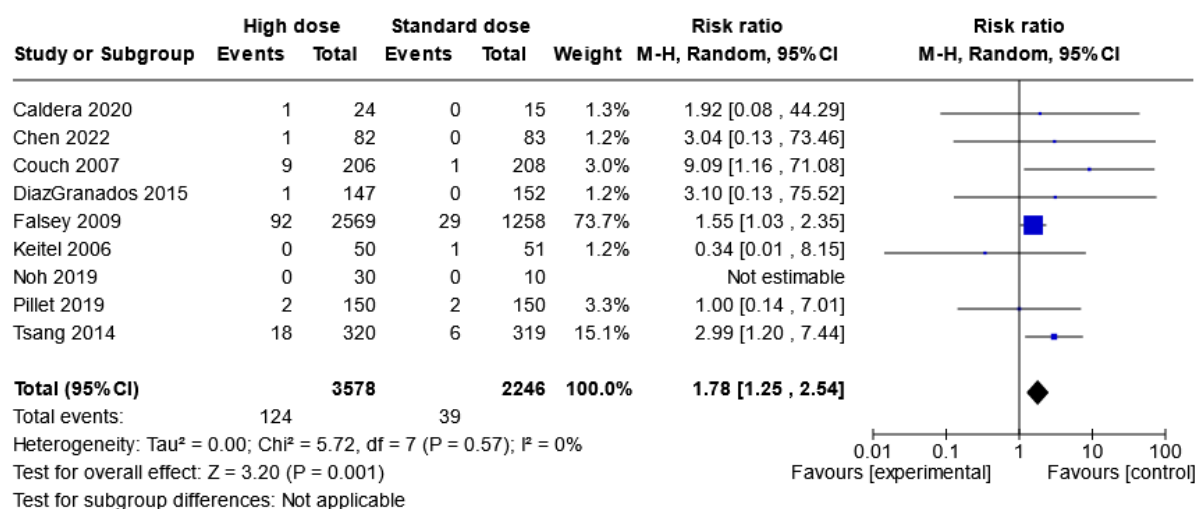 High dose Standard dose Risk ratio Risk ratio
Study or Subgroup Events Total Events Total Weight M-H, Random, 95% CI M-H, Random, 95% CI
Caldera 2020 1 24 0 15 1.3% 1.92 [0.08 , 44.29]
Chen 2022 1 82 0 83 1.2% 3.04 [0.13 , 73.46]
Couch 2007 9 206 1 208 3.0% 9.09 [1.16 , 71.08]
DiazGranados 2015 1 147 0 152 1.2% 3.10 [0.13 , 75.52]
Falsey 2009 92 2569 29 1258 73.7% 1.55 [1.03 , 2.35]
Keitel 2006 0 50 1 51 1.2% 0.34 [0.01 , 8.15]
Noh 2019 0 30 0 10 Not estimable
Pillet 2019 2 150 2 150 3.3% 1.00 [0.14 , 7.01]
Tsang 2014 18 320 6 319 15.1% 2.99 [1.20 , 7.44]
Total (95% CI) 3578 2246 100.0% 1.78 [1.25 , 2.54]
Total events: 124 39
Heterogeneity: Tau² = 0.00; Chi² = 5.72, df = 7 (P = 0.57); I² = 0%
Test for overall effect: Z = 3.20 (P = 0.001)
Test for subgroup differences: Not applicable
0.01 0.1 1 10 100
Favours [experimental] Favours [control]